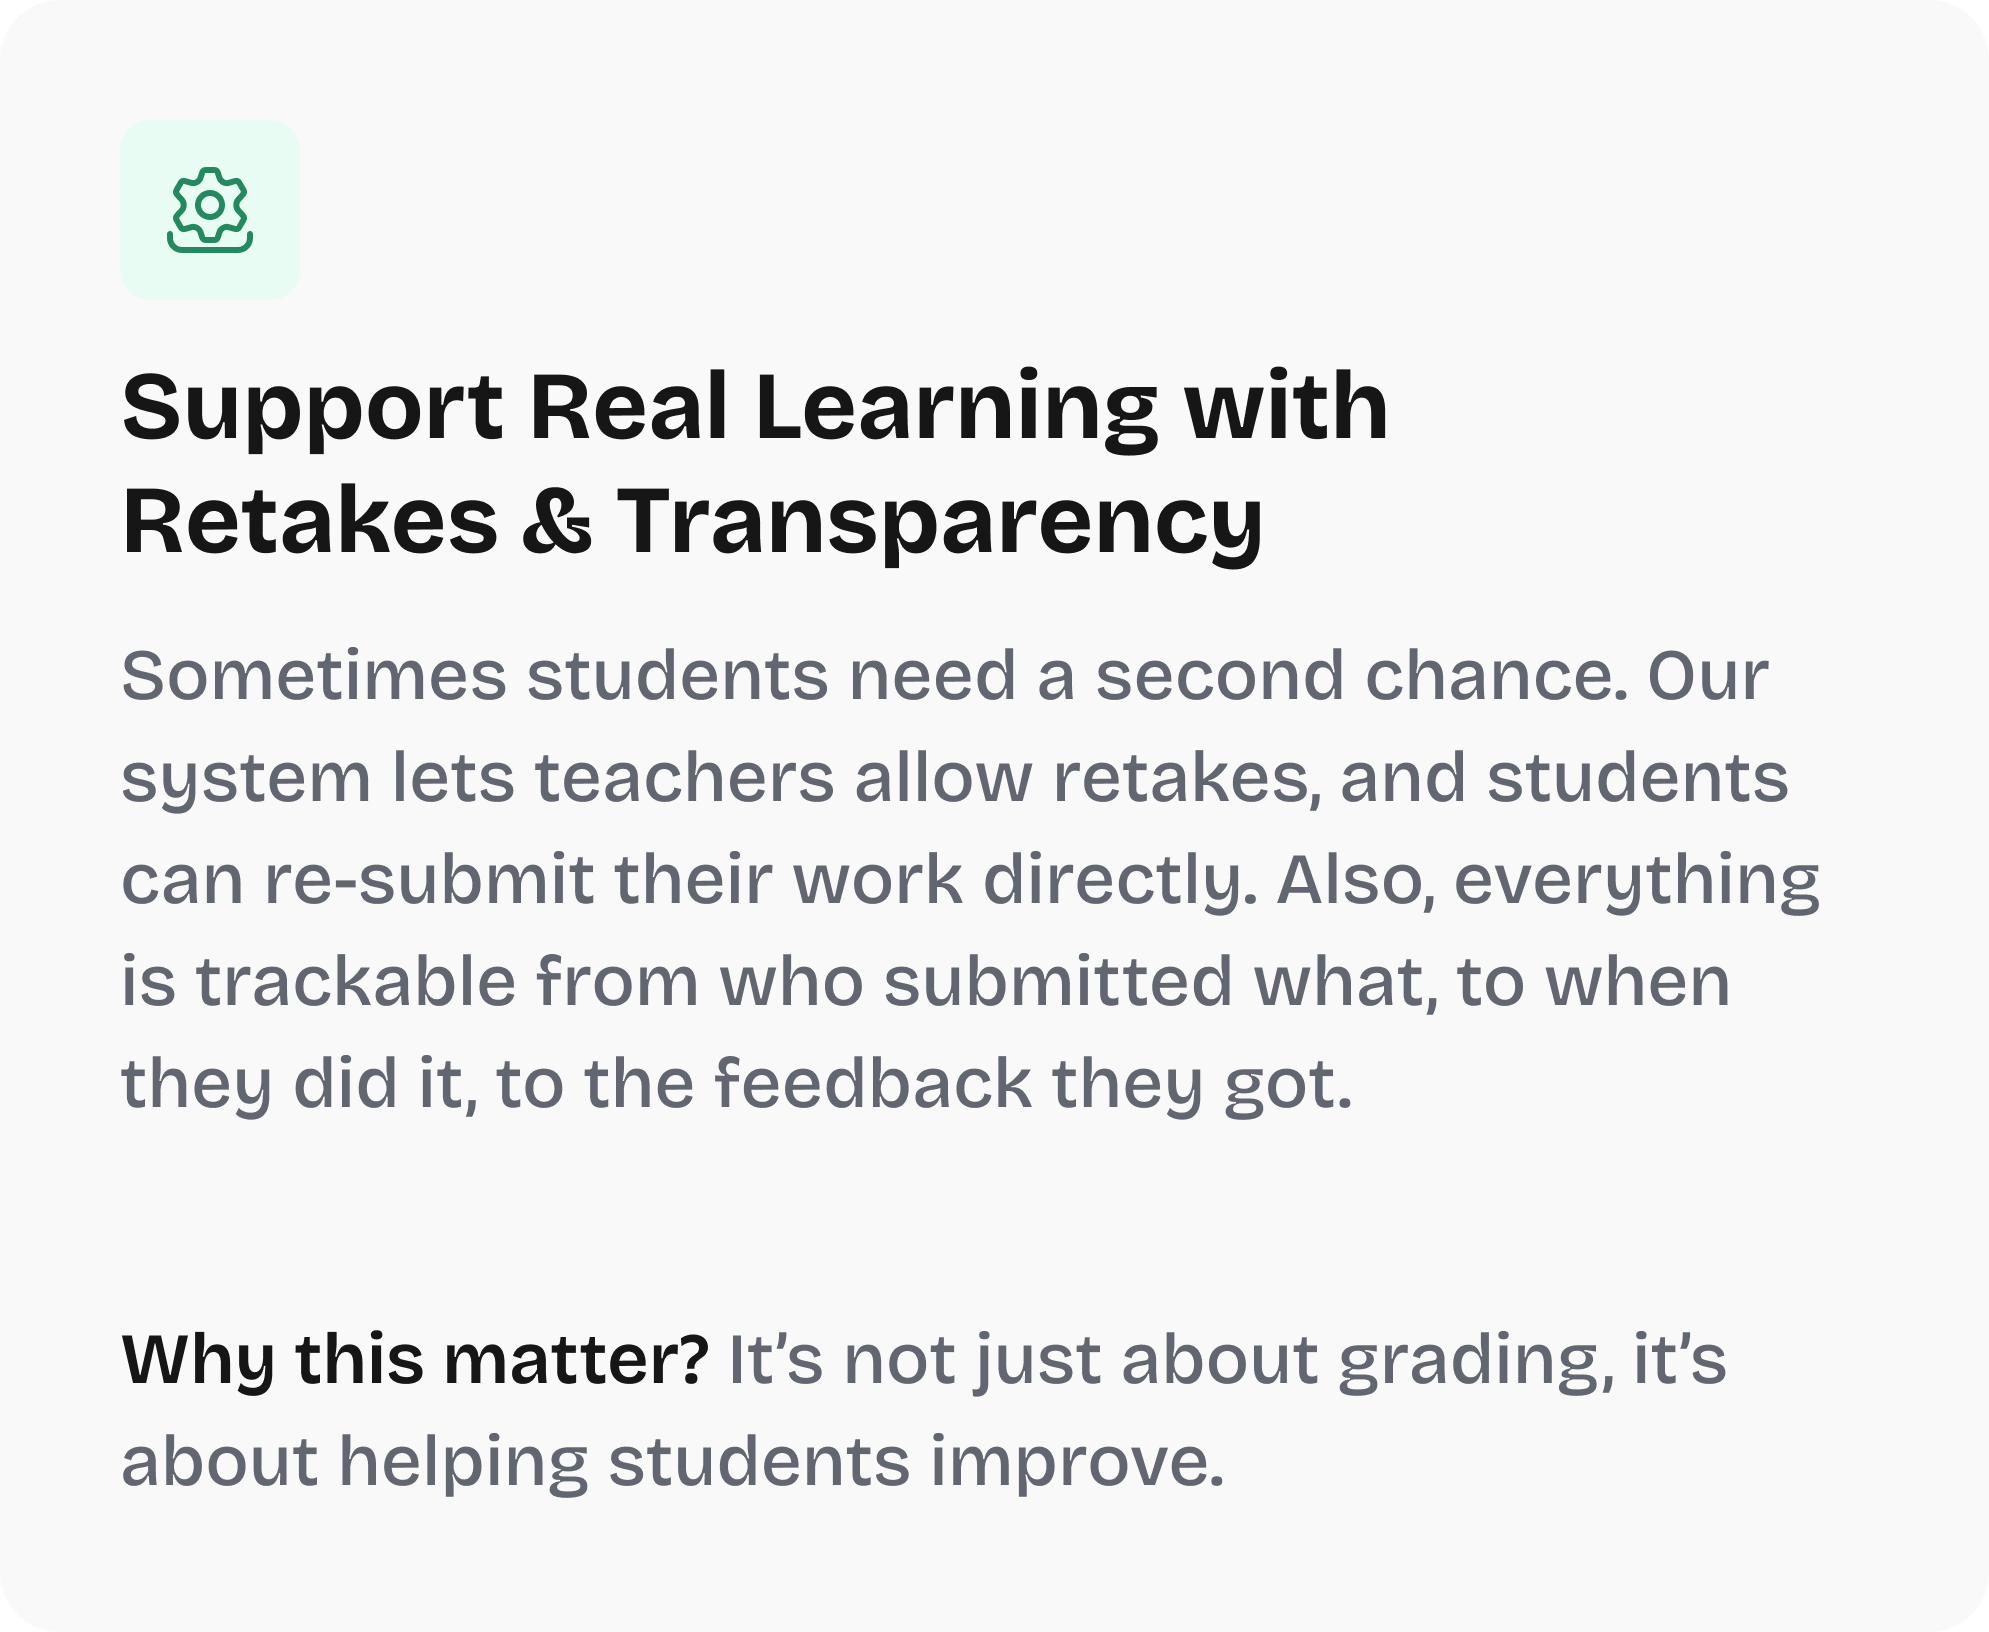 Support Real Learning with
Retakes & Transparency
Sometimes students need a second chance. Our
system lets teachers allow retakes, and students
can re-submit their work directly. Also, everything
is trackable from who submitted what, to when
they did it, to the feedback they got.
Why this matter? It’s not just about grading, it’s
about helping students improve.